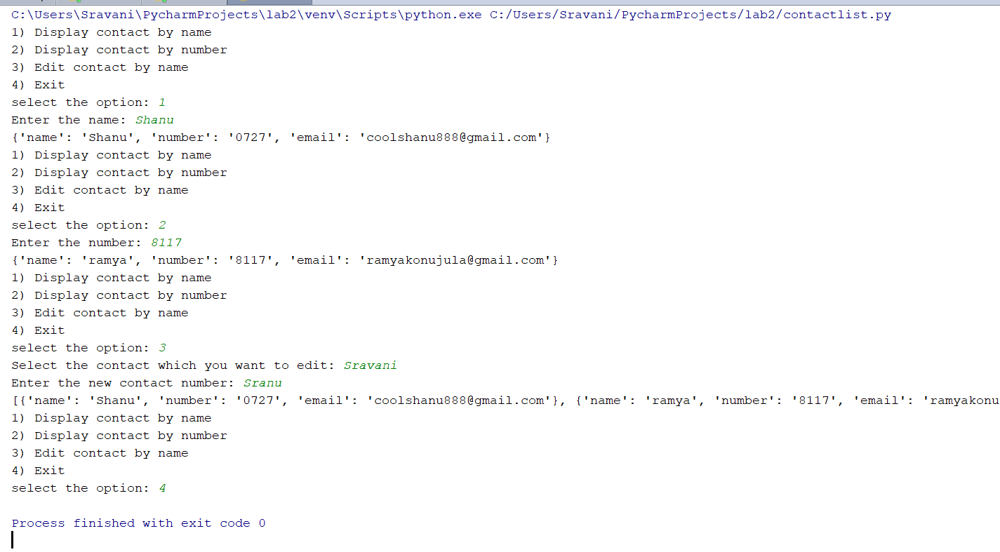 C:\Users\Sravani\PycharmProjects\lab2\venv\Scripts\python.exe C:/Users/Sravani/PycharmProjects/lab2/contactlist.py
1) Display contact by name
2) Display contact by number
3) Edit contact by name
4) Exit
select the option: 1
Enter the name: Shanu
{'name': 'Shanu', 'number': '0727', 'email': 'coolshanu888@gmail.com'}
1) Display contact by name
2) Display contact by number
3) Edit contact by name
4) Exit
select the option: 2
Enter the number: 8117
{'name': 'ramya', 'number': '8117', 'email': 'ramyakonujula@gmail.com'}
1) Display contact by name
2) Display contact by number
3) Edit contact by name
4) Exit
select the option: 3
Select the contact which you want to edit: Sravani
Enter the new contact number: Sranu
[{'name': 'Shanu', 'number': '0727', 'email': 'coolshanu888@gmail.com'}, {'name': 'ramya', 'number': '8117', 'email': 'ramyakonu
1) Display contact by name
2) Display contact by number
3) Edit contact by name
4) Exit
select the option: 4
Process finished with exit code 0